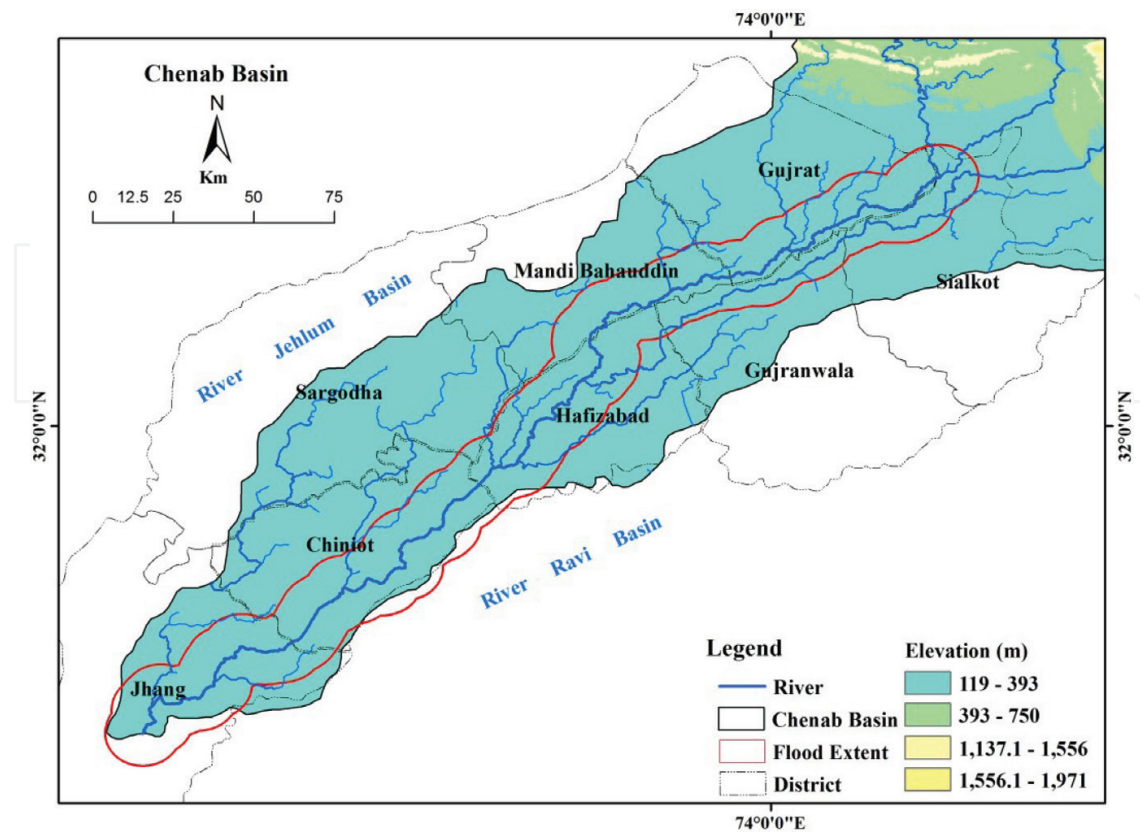 74°0'0"E
Chenab Basin
N
Km
0 12.5 25 50 75
Gujrat
Mandi Bahauddin
Sialkot
River Jehlum Basin
Gujranwala
Sargodha
Hafizabad
32°0'0"N
32°0'0"N
Chiniot
River Ravi Basin
Jhang
Legend
River
Chenab Basin
Flood Extent
District
Elevation (m)
119 - 393
393 - 750
1,137.1 - 1,556
1,556.1 - 1,971
74°0'0"E